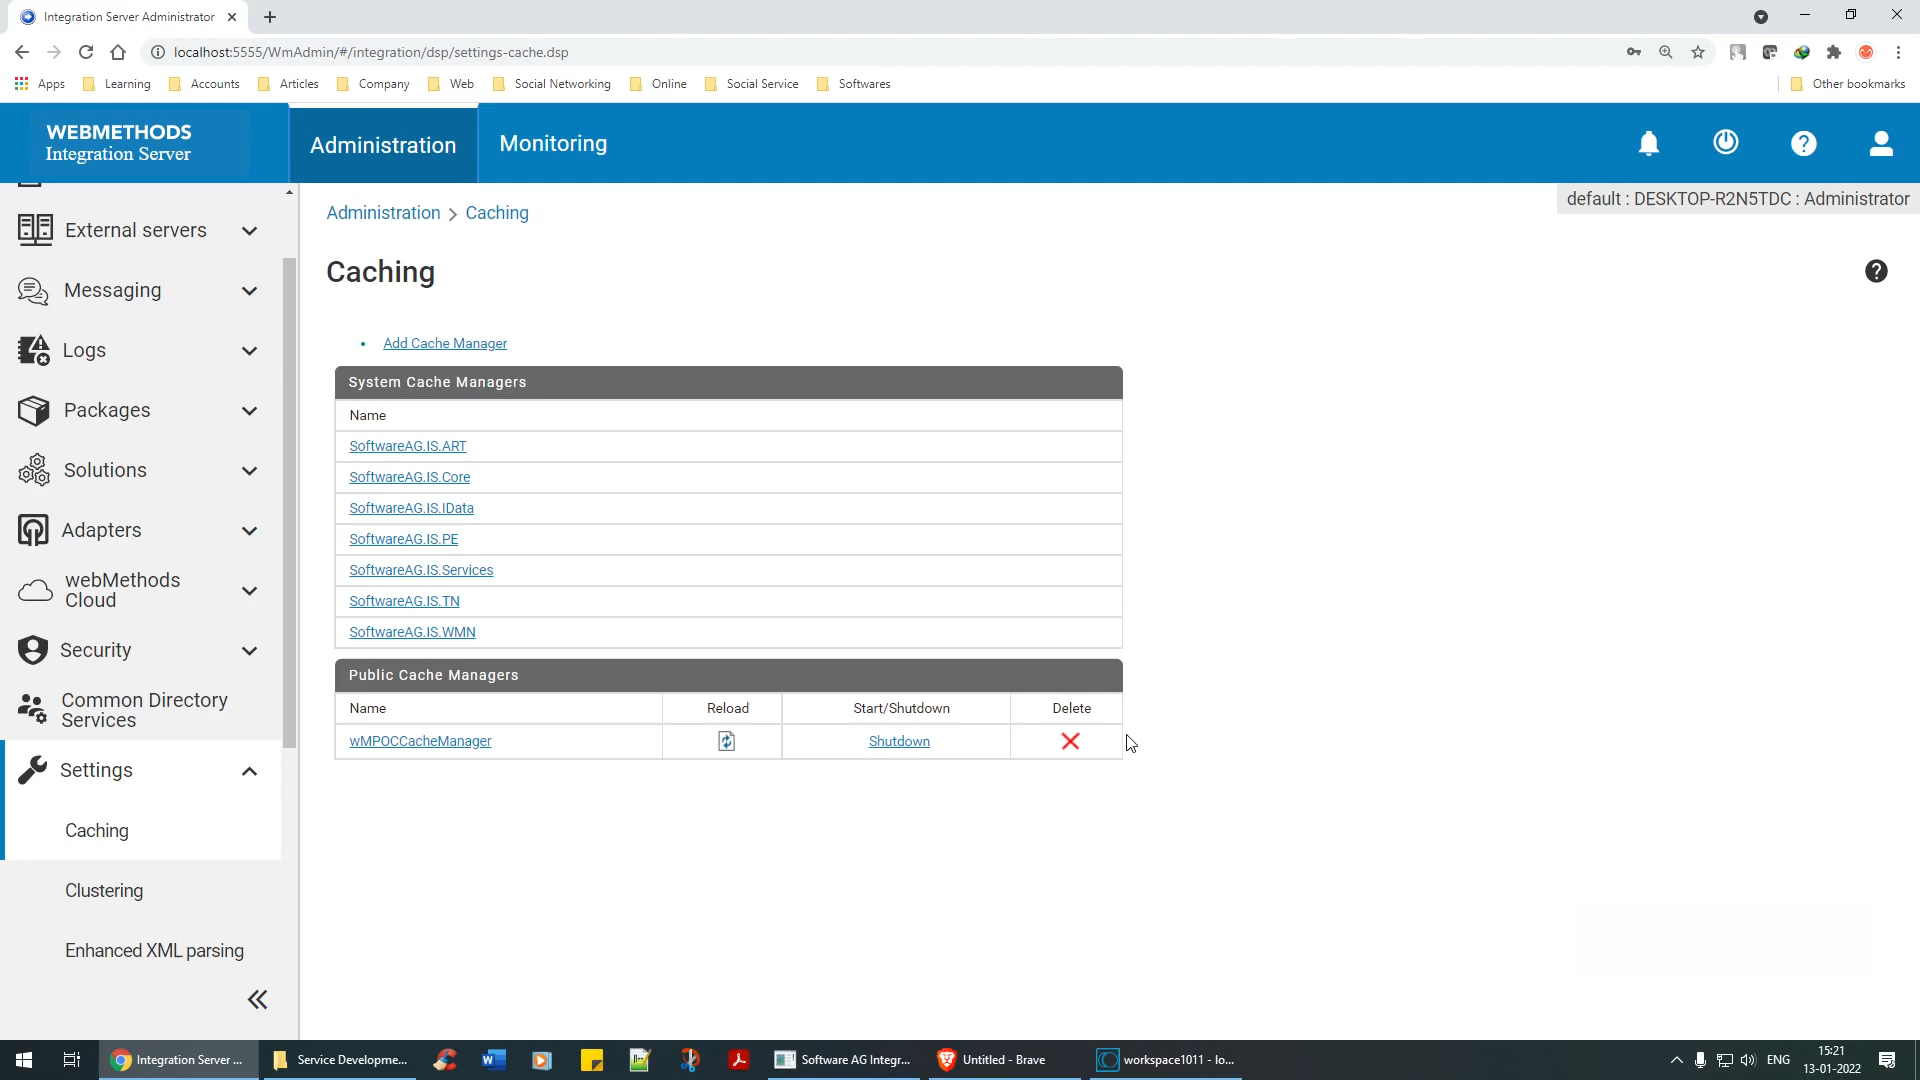 Integration Server Administrator
localhost:5555/WmAdmin/#/integration/dsp/settings-cache.dsp
Apps Learning Accounts Articles Company Web Social Networking Online Social Service Softwares Other bookmarks
WEBMETHODS
Integration Server
Administration Monitoring
default : DESKTOP-R2N5TDC : Administrator
Administration > Caching
Caching
Add Cache Manager
System Cache Managers
Name
SoftwareAG.IS.ART
SoftwareAG.IS.Core
SoftwareAG.IS.IData
SoftwareAG.IS.PE
SoftwareAG.IS.Services
SoftwareAG.IS.TN
SoftwareAG.IS.WMN
Public Cache Managers
Name Reload Start/Shutdown Delete
wMPOCCacheManager Shutdown
External servers
Messaging
Logs
Packages
Solutions
Adapters
webMethods
Cloud
Security
Common Directory
Services
Settings
Caching
Clustering
Enhanced XML parsing
Integration Server ... Service Developme... Software AG Integr... Untitled - Brave workspace1011 - lo... ENG
15:21
13-01-2022